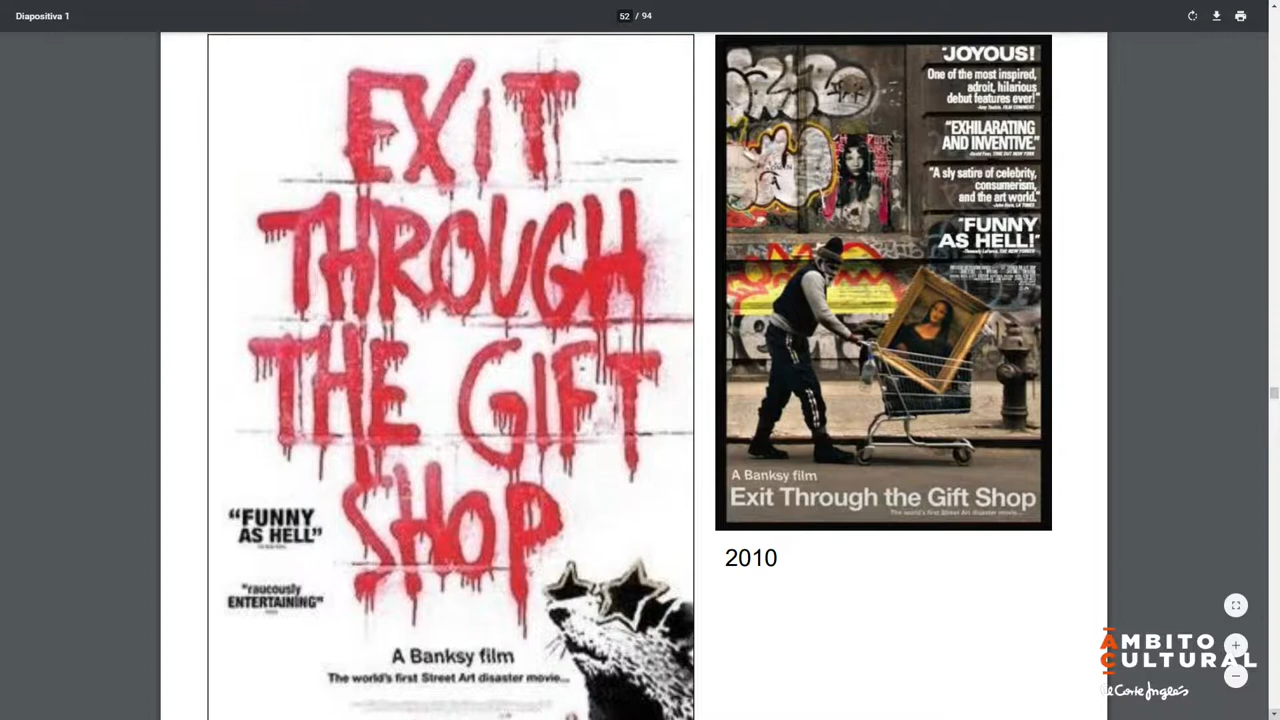 Diapositiva 1
52 / 94
EXIT
THROUGH
THE GIFT
SHOP
"FUNNY
AS HELL"
"raucously
ENTERTAINING"
A Banksy film
The world's first Street Art disaster movie...
"JOYOUS!
One of the most inspired,
adroit, hilarious
debut features ever!"
"EXHILARATING
AND INVENTIVE."
"A sly satire of celebrity,
consumerism,
and the art world."
"FUNNY
AS HELL!"
A Banksy film
Exit Through the Gift Shop
The world's first Street Art disaster movie...
2010
ÁMBITO
CULTURAL
El Corte Inglés